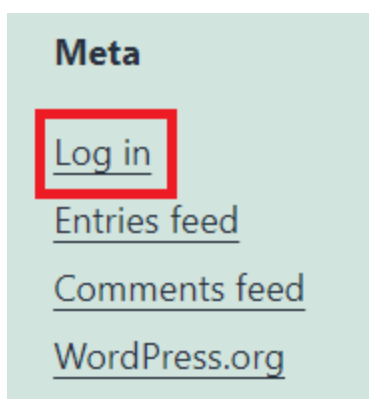 Meta
Log in
Entries feed
Comments feed
WordPress.org